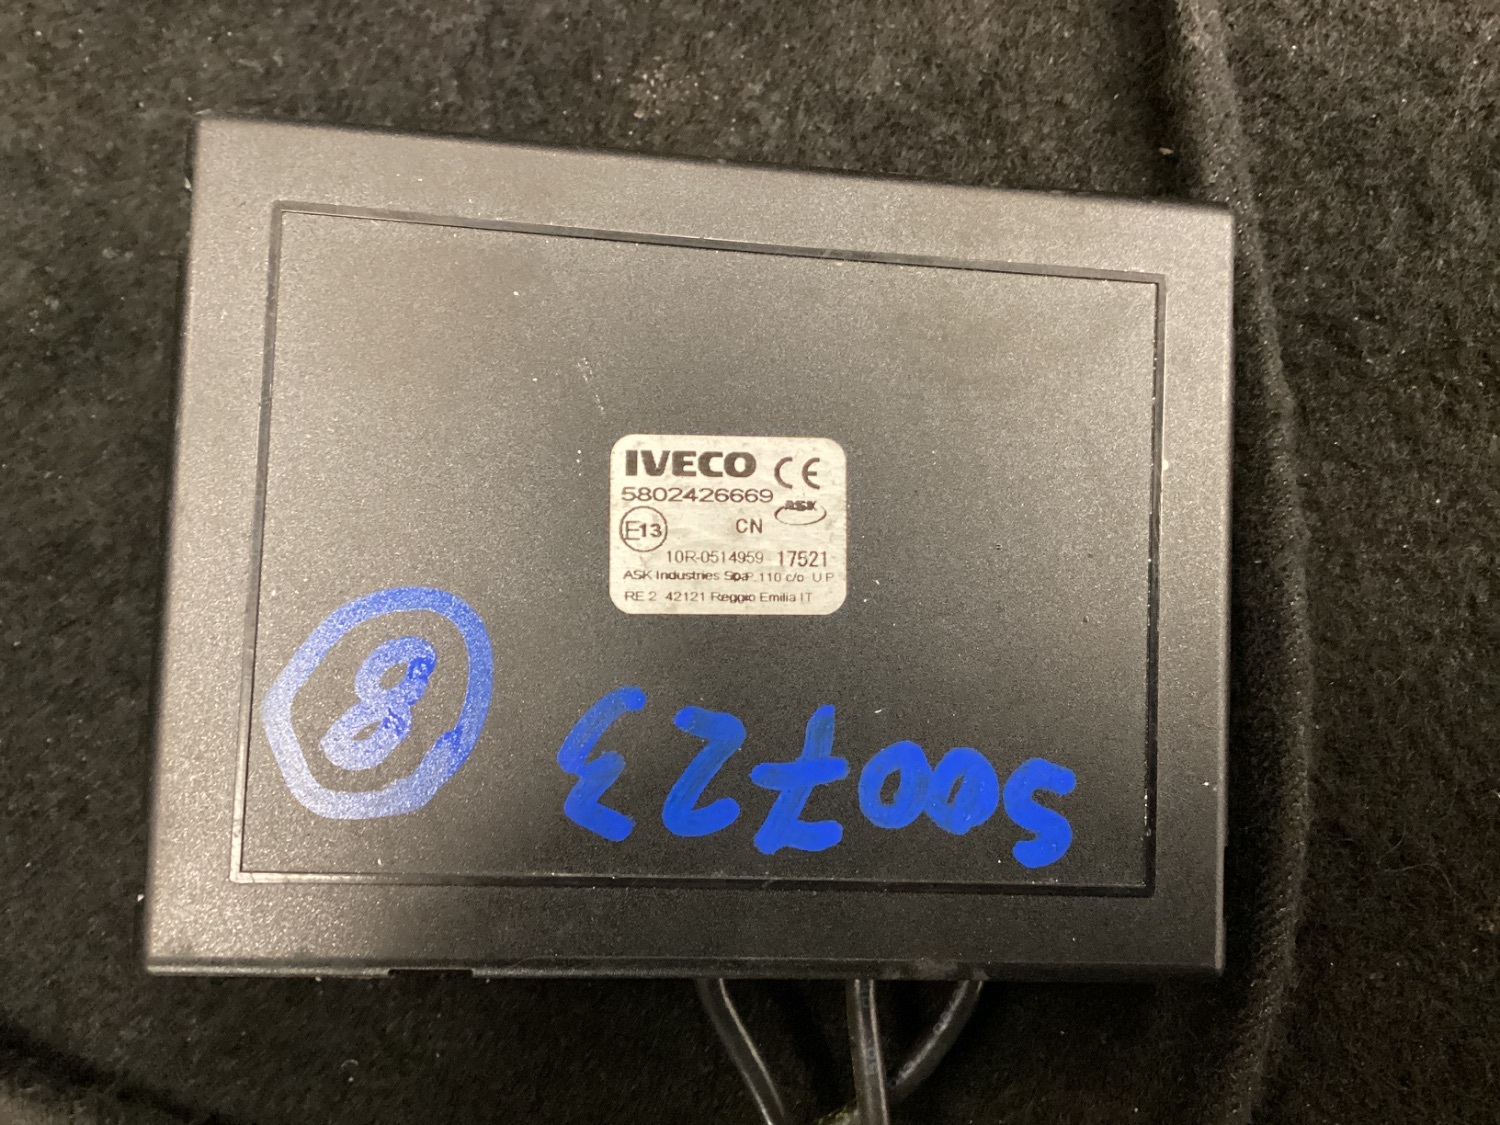 IVECO CE
5802426669
ASK
E13 CN
10R-0514959 17521
ASK Industries SpA P. 110 c/o U P
RE 2 42121 Reggio Emilia IT
8
500723